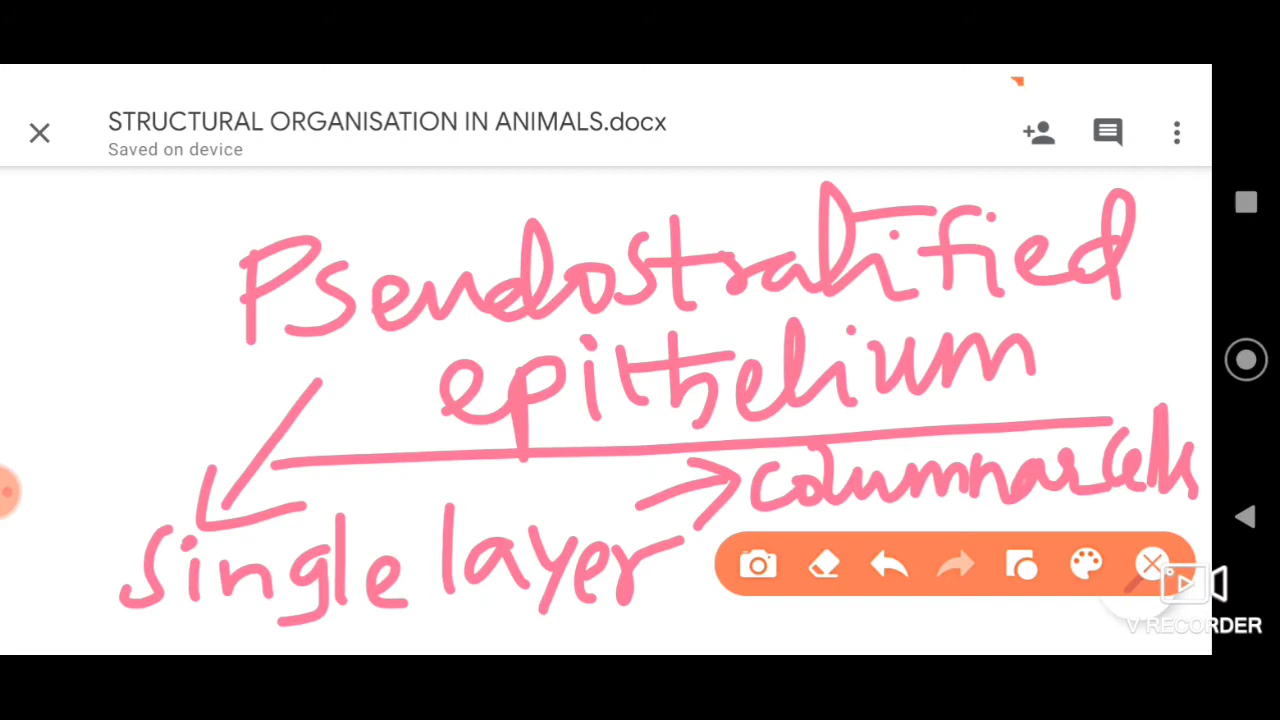 STRUCTURAL ORGANISATION IN ANIMALS.docx
Saved on device
Pseudostratified
epithelium
columnar cells
single layer
V RECORDER